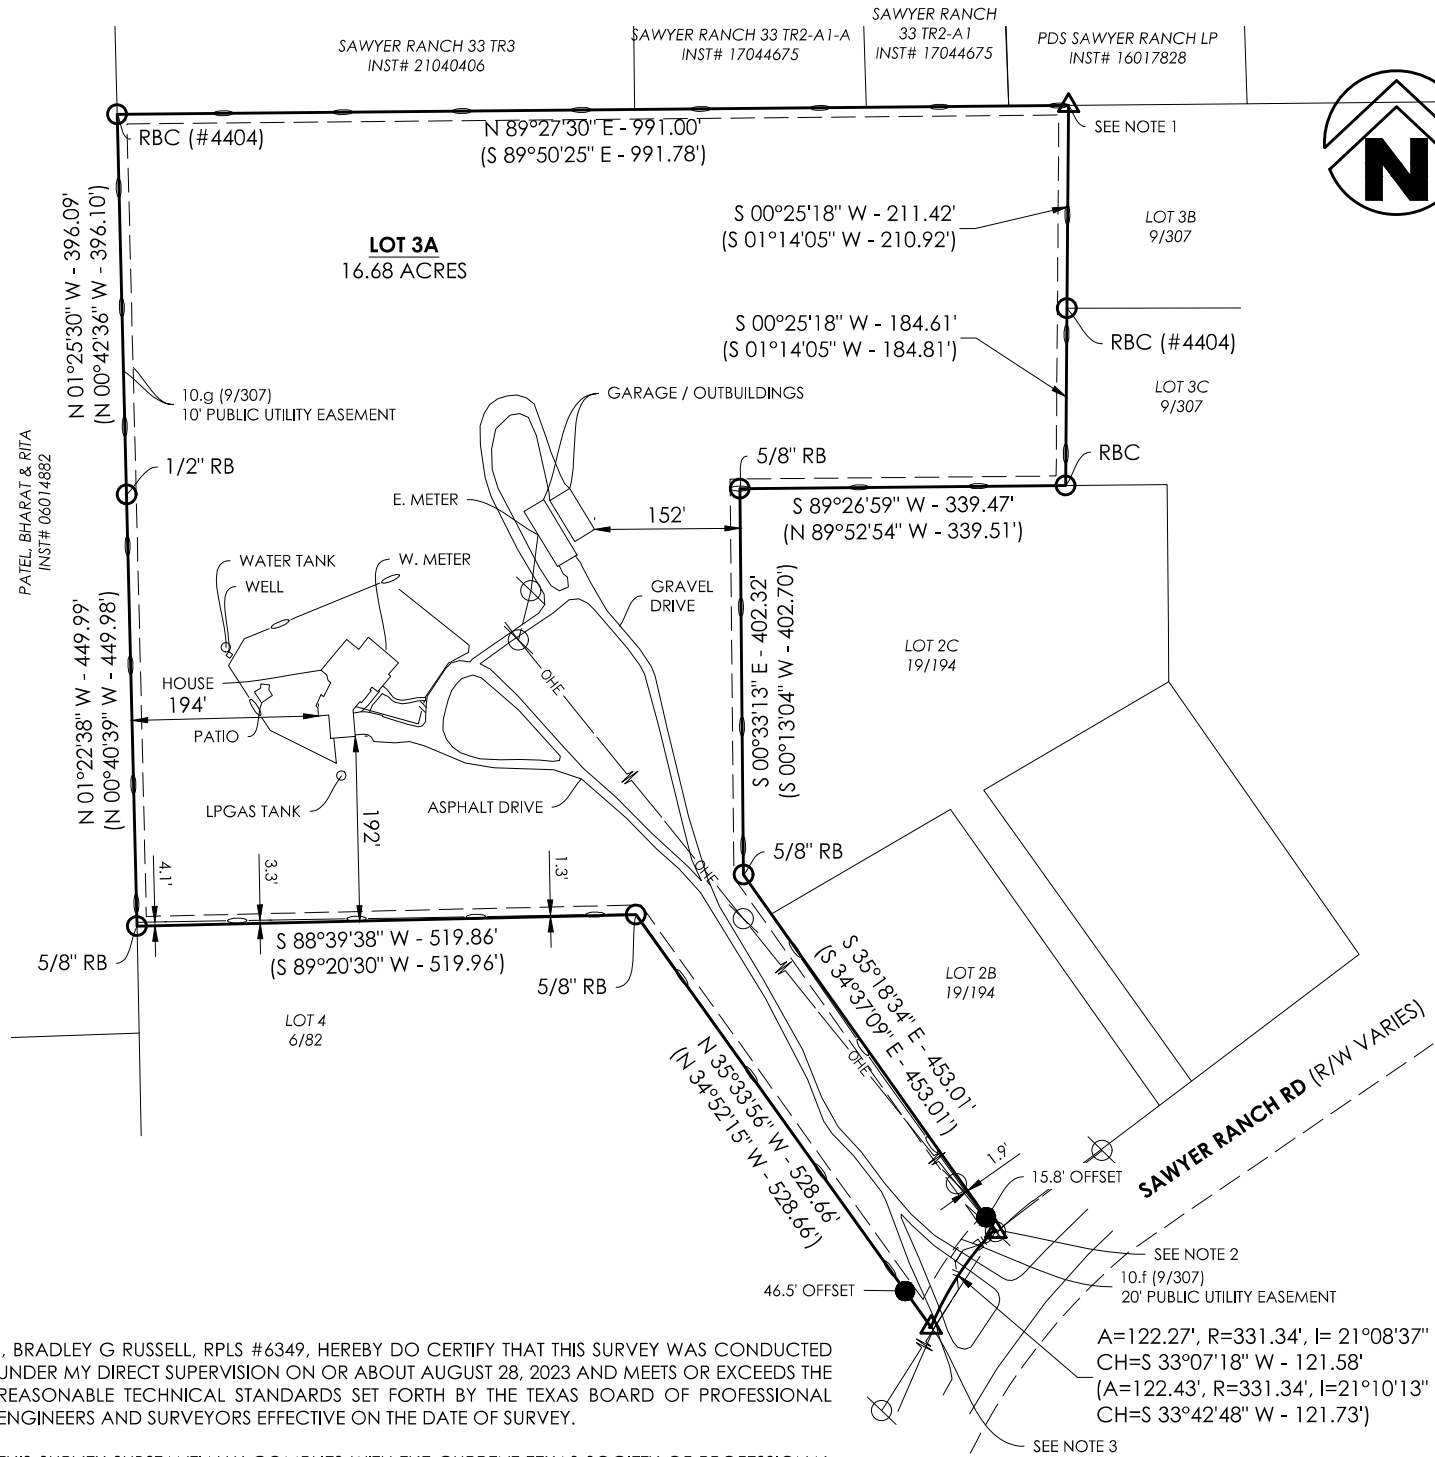 SAWYER RANCH 33 TR3
INST# 21040406
SAWYER RANCH 33 TR2-A1-A
INST# 17044675
SAWYER RANCH
33 TR2-A1
INST# 17044675
PDS SAWYER RANCH LP
INST# 16017828
N
RBC (#4404)
N 89°27'30" E - 991.00'
(S 89°50'25" E - 991.78')
SEE NOTE 1
N 01°25'30" W - 396.09'
(N 00°42'36" W - 396.10')
LOT 3A
16.68 ACRES
S 00°25'18" W - 211.42'
(S 01°14'05" W - 210.92')
LOT 3B
9/307
S 00°25'18" W - 184.61'
(S 01°14'05" W - 184.81')
RBC (#4404)
LOT 3C
9/307
10.g (9/307)
10' PUBLIC UTILITY EASEMENT
GARAGE / OUTBUILDINGS
PATEL, BHARAT & RITA
INST# 06014882
1/2" RB
5/8" RB
RBC
E. METER
152'
S 89°26'59" W - 339.47'
(N 89°52'54" W - 339.51')
WATER TANK
WELL
W. METER
GRAVEL
DRIVE
S 00°33'13" E - 402.32'
(S 00°13'04" W - 402.70')
LOT 2C
19/194
N 01°22'38" W - 449.99'
(N 00°40'39" W - 449.98')
HOUSE
194'
PATIO
OHE
LPGAS TANK
192'
ASPHALT DRIVE
4.1'
3.3'
1.3'
OHE
5/8" RB
S 88°39'38" W - 519.86'
(S 89°20'30" W - 519.96')
5/8" RB
5/8" RB
LOT 4
6/82
S 35°18'34" E - 453.01'
(S 34°37'09" E - 453.01')
LOT 2B
19/194
OHE
N 35°33'56" W - 528.66'
(N 34°52'15" W - 528.66')
SAWYER RANCH RD (R/W VARIES)
1.9'
15.8' OFFSET
SEE NOTE 2
46.5' OFFSET
10.f (9/307)
20' PUBLIC UTILITY EASEMENT
A=122.27', R=331.34', I= 21°08'37"
CH=S 33°07'18" W - 121.58'
(A=122.43', R=331.34', I=21°10'13"
CH=S 33°42'48" W - 121.73')
SEE NOTE 3
, BRADLEY G RUSSELL, RPLS #6349, HEREBY DO CERTIFY THAT THIS SURVEY WAS CONDUCTED
UNDER MY DIRECT SUPERVISION ON OR ABOUT AUGUST 28, 2023 AND MEETS OR EXCEEDS THE
REASONABLE TECHNICAL STANDARDS SET FORTH BY THE TEXAS BOARD OF PROFESSIONAL
ENGINEERS AND SURVEYORS EFFECTIVE ON THE DATE OF SURVEY.
THIS SURVEY SUBSTANTIALLY COMPLIES WITH THE CURRENT TEXAS SOCIETY OF PROFESSIONAL